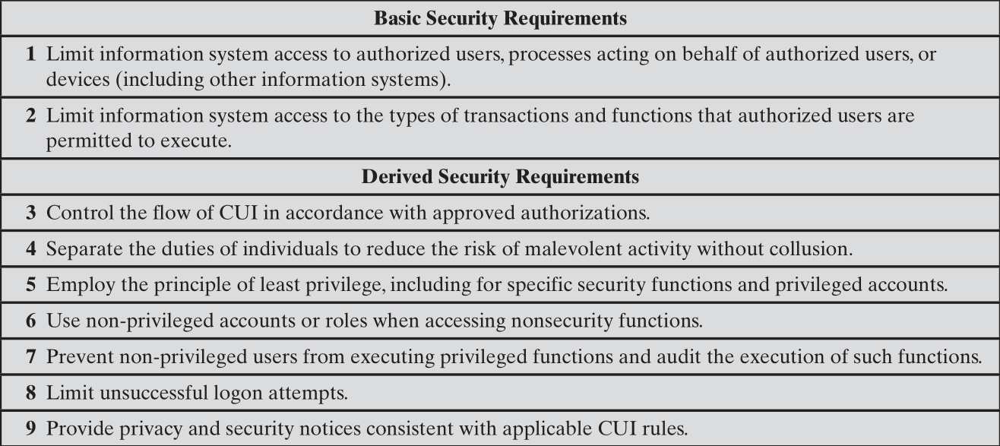 Basic Security Requirements
1 Limit information system access to authorized users, processes acting on behalf of authorized users, or
devices (including other information systems).
2 Limit information system access to the types of transactions and functions that authorized users are
permitted to execute.
Derived Security Requirements
3 Control the flow of CUI in accordance with approved authorizations.
4 Separate the duties of individuals to reduce the risk of malevolent activity without collusion.
5 Employ the principle of least privilege, including for specific security functions and privileged accounts.
6 Use non-privileged accounts or roles when accessing nonsecurity functions.
7 Prevent non-privileged users from executing privileged functions and audit the execution of such functions.
8 Limit unsuccessful logon attempts.
9 Provide privacy and security notices consistent with applicable CUI rules.